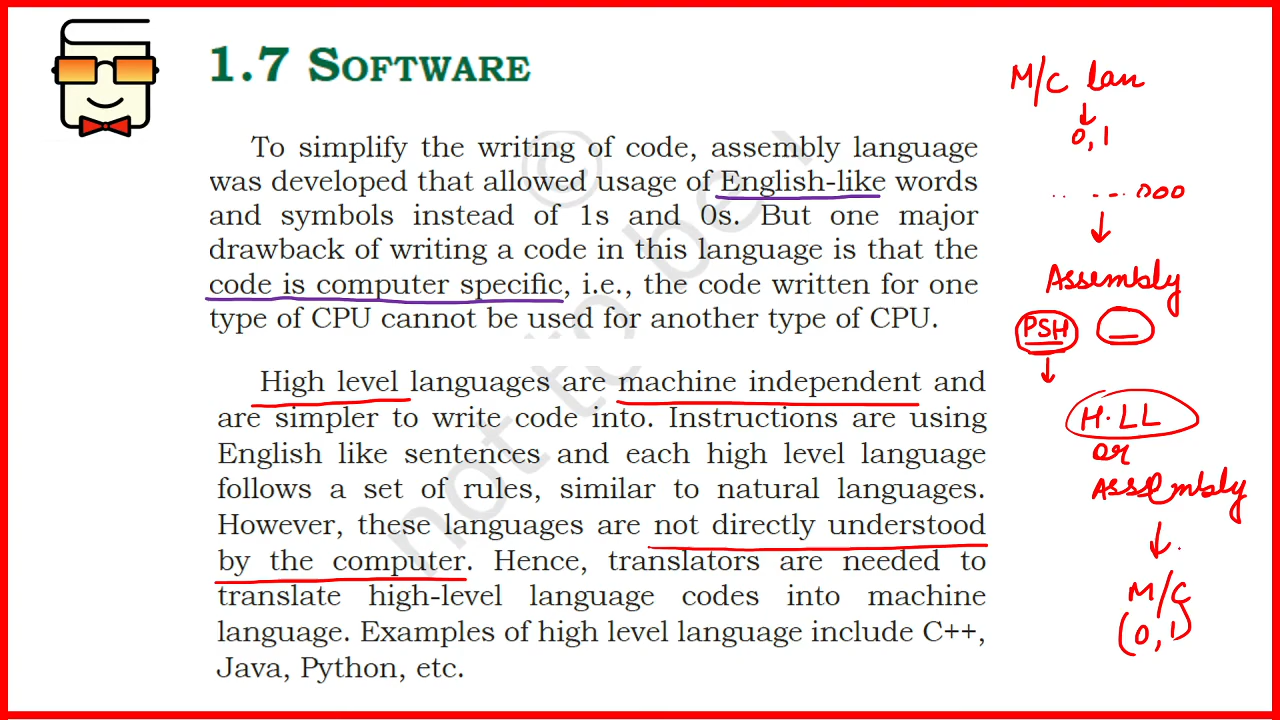 1.7 SOFTWARE
To simplify the writing of code, assembly language
was developed that allowed usage of English-like words
and symbols instead of 1s and 0s. But one major
drawback of writing a code in this language is that the
code is computer specific, i.e., the code written for one
type of CPU cannot be used for another type of CPU.
High level languages are machine independent and
are simpler to write code into. Instructions are using
English like sentences and each high level language
follows a set of rules, similar to natural languages.
However, these languages are not directly understood
by the computer. Hence, translators are needed to
translate high-level language codes into machine
language. Examples of high level language include C++,
Java, Python, etc.
M/C lan
0, 1
.. ... 000
Assembly
PSH
H.LL
or
Assembly
M/C
(0, 1)
©
not to be r